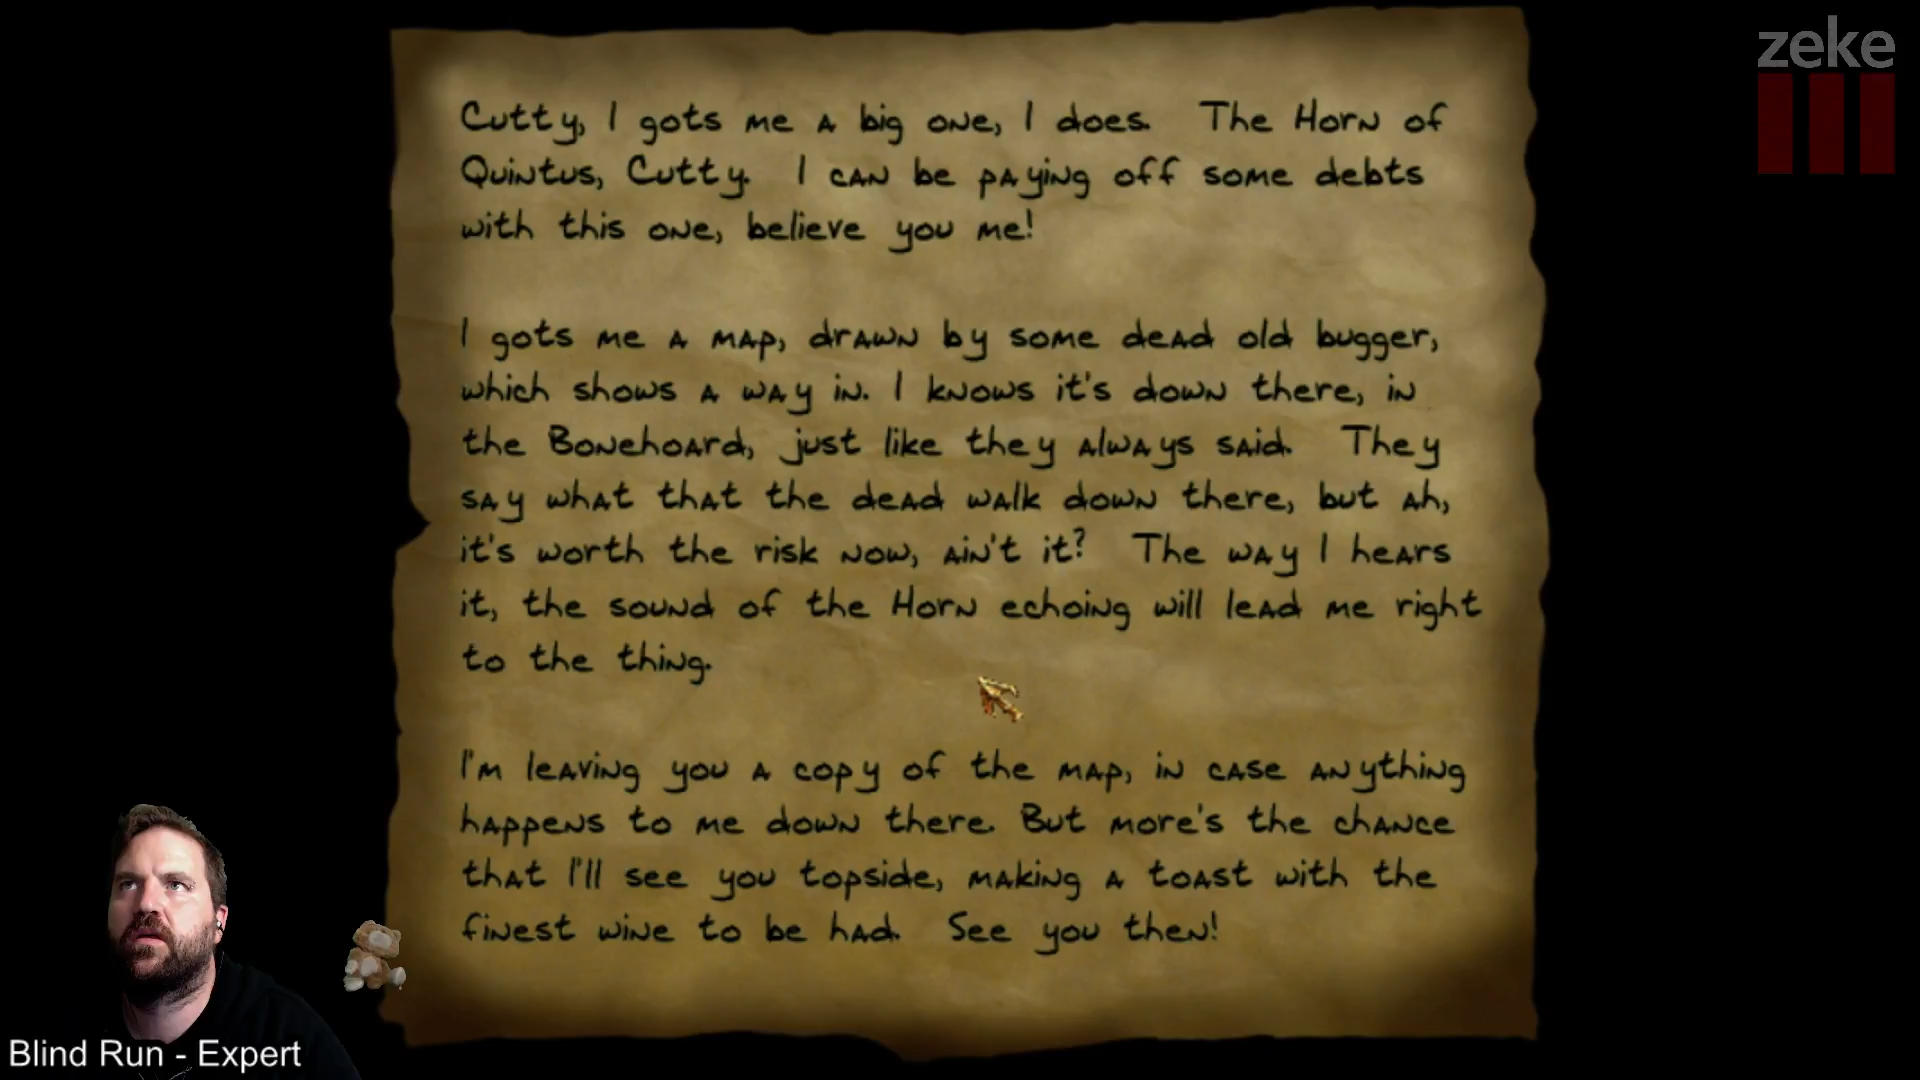 zeke
Cutty, I gots me a big one, I does. The Horn of
Quintus, Cutty. I can be paying off some debts
with this one, believe you me!
I gots me a map, drawn by some dead old bugger,
which shows a way in. I knows it's down there, in
the Bonehoard, just like they always said. They
say what that the dead walk down there, but ah,
it's worth the risk now, ain't it? The way I hears
it, the sound of the Horn echoing will lead me right
to the thing.
I'm leaving you a copy of the map, in case anything
happens to me down there. But more's the chance
that I'll see you topside, making a toast with the
finest wine to be had. See you then!
Blind Run - Expert